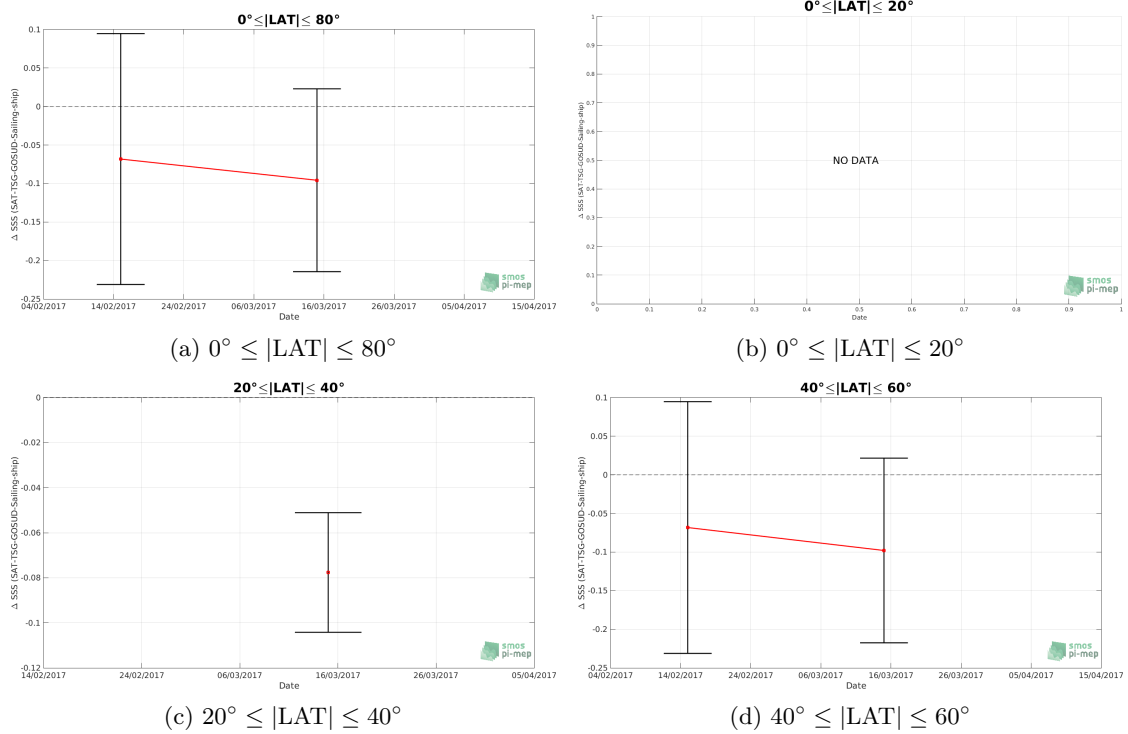 0°≤|LAT|≤ 80°
0.1
0.05
0
-0.05
-0.1
-0.15
-0.2
-0.25
Δ SSS (SAT-TSG-GOSUD-Sailing-ship)
04/02/2017 14/02/2017 24/02/2017 06/03/2017 16/03/2017 26/03/2017 05/04/2017 15/04/2017
Date
smos
pi-mep
(a) 0° ≤ |LAT| ≤ 80°
0°≤|LAT|≤ 20°
1
0.9
0.8
0.7
0.6
0.5
0.4
0.3
0.2
0.1
0
Δ SSS (SAT-TSG-GOSUD-Sailing-ship)
NO DATA
0 0.1 0.2 0.3 0.4 0.5 0.6 0.7 0.8 0.9 1
Date
smos
pi-mep
(b) 0° ≤ |LAT| ≤ 20°
20°≤|LAT|≤ 40°
0
-0.02
-0.04
-0.06
-0.08
-0.1
-0.12
Δ SSS (SAT-TSG-GOSUD-Sailing-ship)
14/02/2017 24/02/2017 06/03/2017 16/03/2017 26/03/2017 05/04/2017
Date
smos
pi-mep
(c) 20° ≤ |LAT| ≤ 40°
40°≤|LAT|≤ 60°
0.1
0.05
0
-0.05
-0.1
-0.15
-0.2
-0.25
Δ SSS (SAT-TSG-GOSUD-Sailing-ship)
04/02/2017 14/02/2017 24/02/2017 06/03/2017 16/03/2017 26/03/2017 05/04/2017 15/04/2017
Date
smos
pi-mep
(d) 40° ≤ |LAT| ≤ 60°